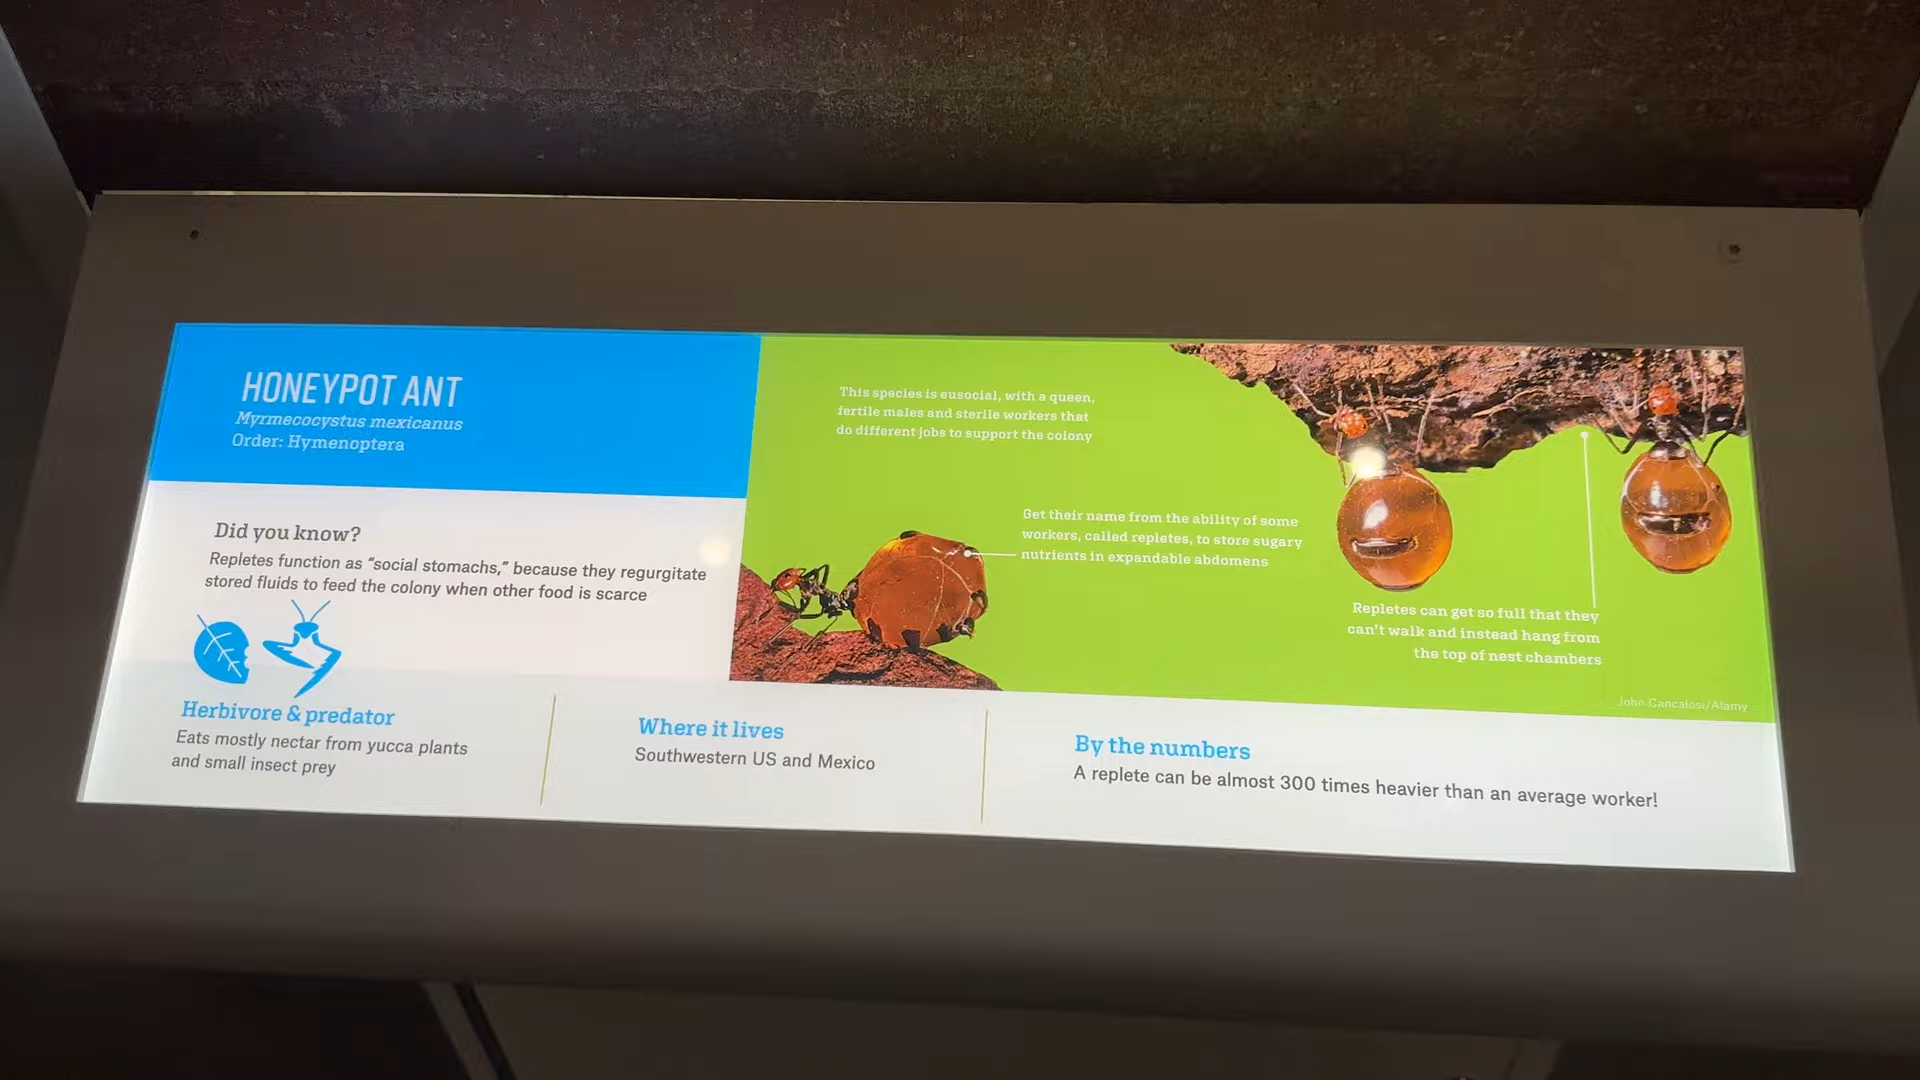 HONEYPOT ANT
Myrmecocystus mexicanus
Order: Hymenoptera
Did you know?
Repletes function as “social stomachs,” because they regurgitate
stored fluids to feed the colony when other food is scarce
This species is eusocial, with a queen,
fertile males and sterile workers that
do different jobs to support the colony
Get their name from the ability of some
workers, called repletes, to store sugary
nutrients in expandable abdomens
Repletes can get so full that they
can't walk and instead hang from
the top of nest chambers
John Cancalosi/Alamy
Herbivore & predator
Eats mostly nectar from yucca plants
and small insect prey
Where it lives
Southwestern US and Mexico
By the numbers
A replete can be almost 300 times heavier than an average worker!